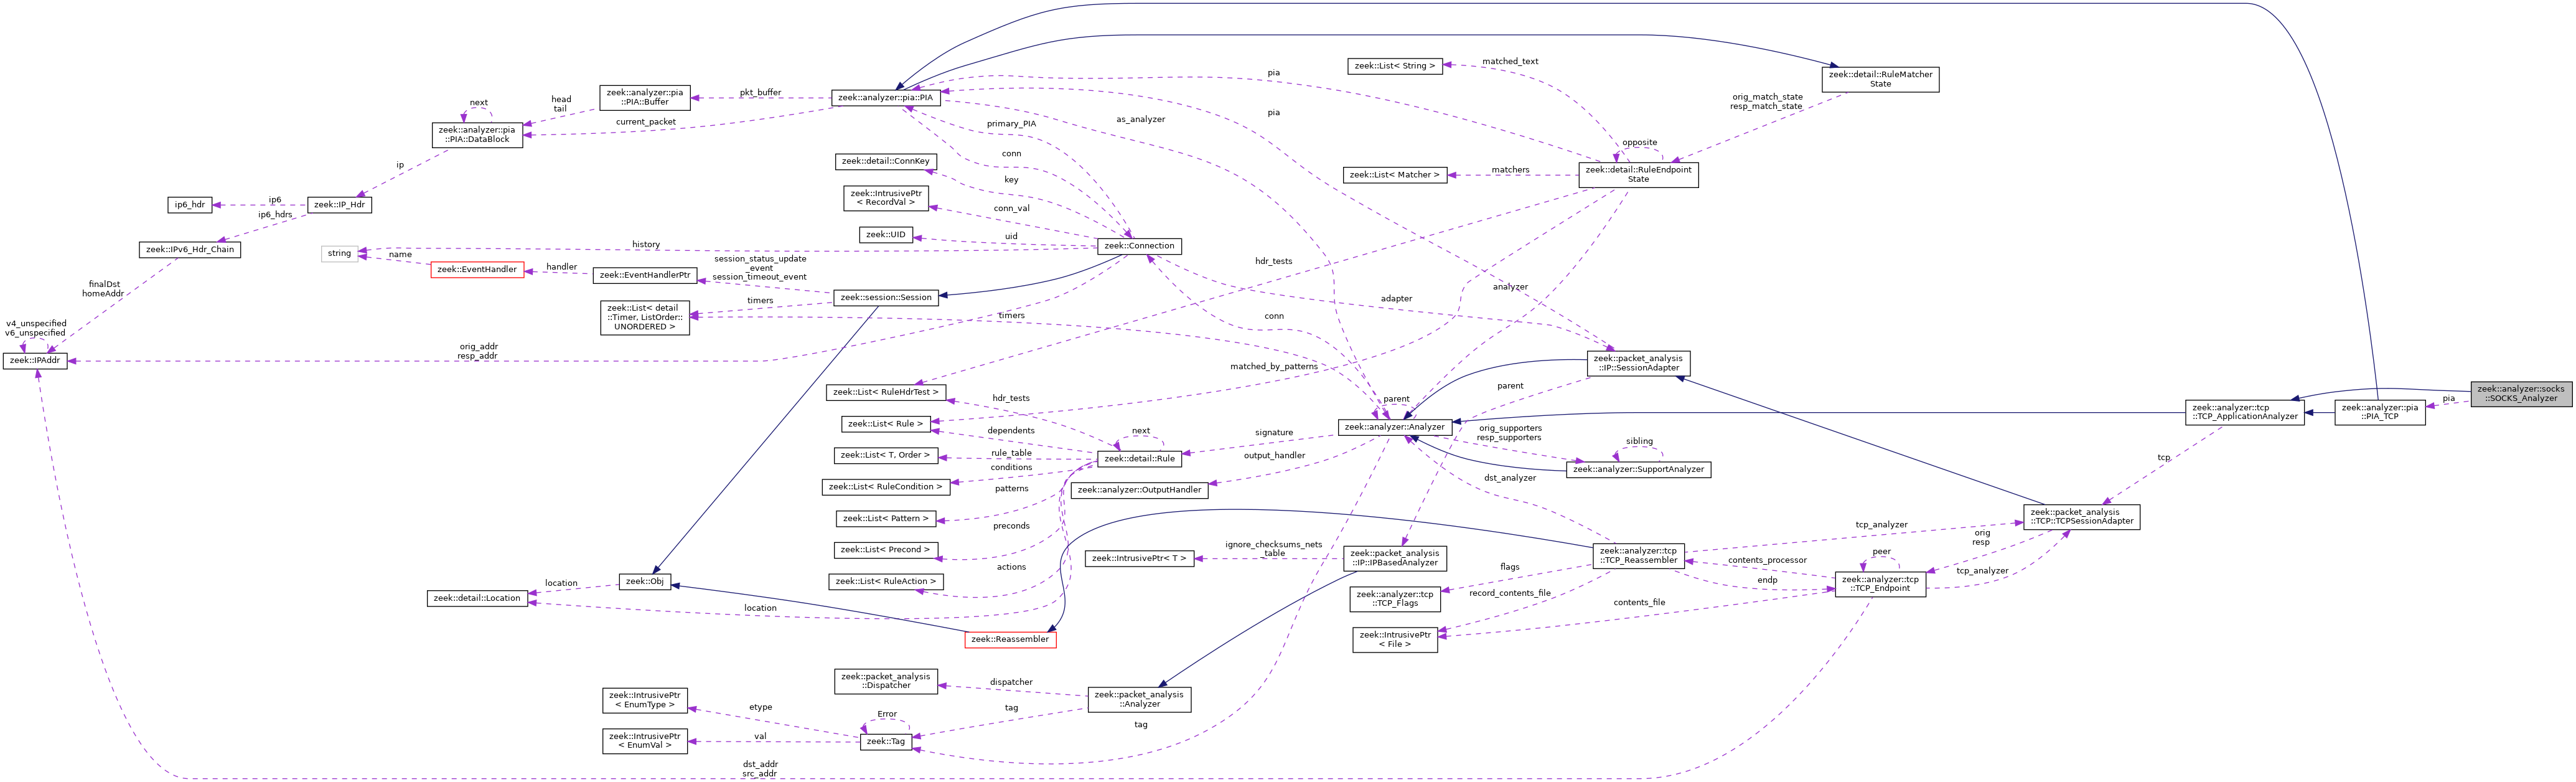 zeek::List< String >
matched_text
zeek::detail::RuleMatcher
State
pia
orig_match_state
resp_match_state
zeek::analyzer::pia
::PIA::Buffer
pkt_buffer
zeek::analyzer::pia::PIA
head
tail
next
current_packet
zeek::analyzer::pia
::PIA::DataBlock
primary_PIA
as_analyzer
pia
opposite
zeek::detail::ConnKey
conn
ip
zeek::List< Matcher >
matchers
zeek::detail::RuleEndpoint
State
key
zeek::IntrusivePtr
< RecordVal >
ip6_hdr
ip6
zeek::IP_Hdr
conn_val
ip6_hdrs
zeek::UID
uid
zeek::IPv6_Hdr_Chain
string
history
zeek::Connection
name
zeek::EventHandler
handler
zeek::EventHandlerPtr
session_status_update
_event
session_timeout_event
hdr_tests
finalDst
homeAddr
zeek::session::Session
analyzer
adapter
timers
zeek::List< detail
::Timer, ListOrder::
UNORDERED >
timers
conn
v4_unspecified
v6_unspecified
zeek::IPAddr
orig_addr
resp_addr
matched_by_patterns
zeek::packet_analysis
::IP::SessionAdapter
zeek::List< RuleHdrTest >
hdr_tests
parent
parent
zeek::analyzer::socks
::SOCKS_Analyzer
pia
zeek::analyzer::pia
::PIA_TCP
zeek::analyzer::tcp
::TCP_ApplicationAnalyzer
zeek::List< Rule >
dependents
next
signature
zeek::analyzer::Analyzer
orig_supporters
resp_supporters
sibling
zeek::List< T, Order >
rule_table
zeek::detail::Rule
output_handler
tcp
conditions
zeek::analyzer::SupportAnalyzer
zeek::List< RuleCondition >
patterns
zeek::analyzer::OutputHandler
dst_analyzer
zeek::List< Pattern >
preconds
zeek::packet_analysis
::TCP::TCPSessionAdapter
tcp_analyzer
orig
resp
zeek::List< Precond >
zeek::IntrusivePtr< T >
ignore_checksums_nets
_table
zeek::packet_analysis
::IP::IPBasedAnalyzer
zeek::analyzer::tcp
::TCP_Reassembler
contents_processor
peer
tcp_analyzer
actions
flags
endp
zeek::Obj
location
zeek::List< RuleAction >
zeek::analyzer::tcp
::TCP_Endpoint
zeek::detail::Location
location
zeek::analyzer::tcp
::TCP_Flags
record_contents_file
contents_file
zeek::Reassembler
zeek::IntrusivePtr
< File >
zeek::packet_analysis
::Dispatcher
dispatcher
zeek::packet_analysis
::Analyzer
zeek::IntrusivePtr
< EnumType >
etype
Error
tag
tag
zeek::IntrusivePtr
< EnumVal >
val
zeek::Tag
dst_addr
src_addr